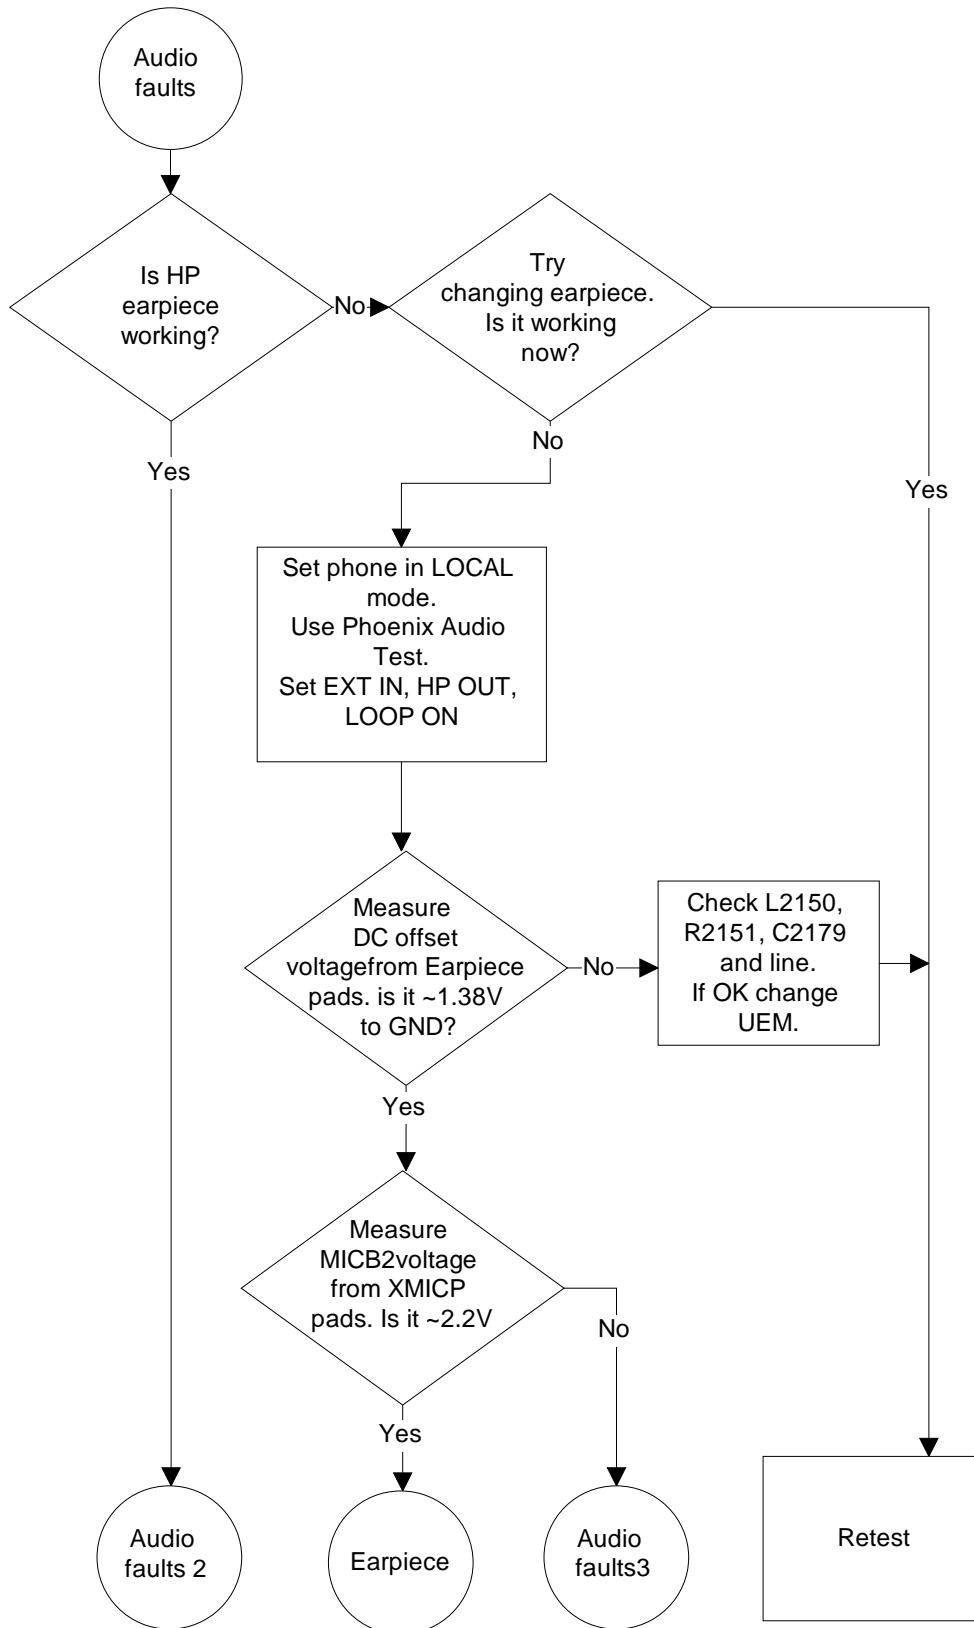 Audio
faults
Is HP
earpiece
working?
No
Try
changing earpiece.
Is it working
now?
No
Yes
Yes
Set phone in LOCAL
mode.
Use Phoenix Audio
Test.
Set EXT IN, HP OUT,
LOOP ON
Measure
DC offset
voltagefrom Earpiece
pads. is it ~1.38V
to GND?
No
Check L2150,
R2151, C2179
and line.
If OK change
UEM.
Yes
Measure
MICB2voltage
from XMICP
pads. Is it ~2.2V
No
Yes
Audio
faults 2
Earpiece
Audio
faults3
Retest